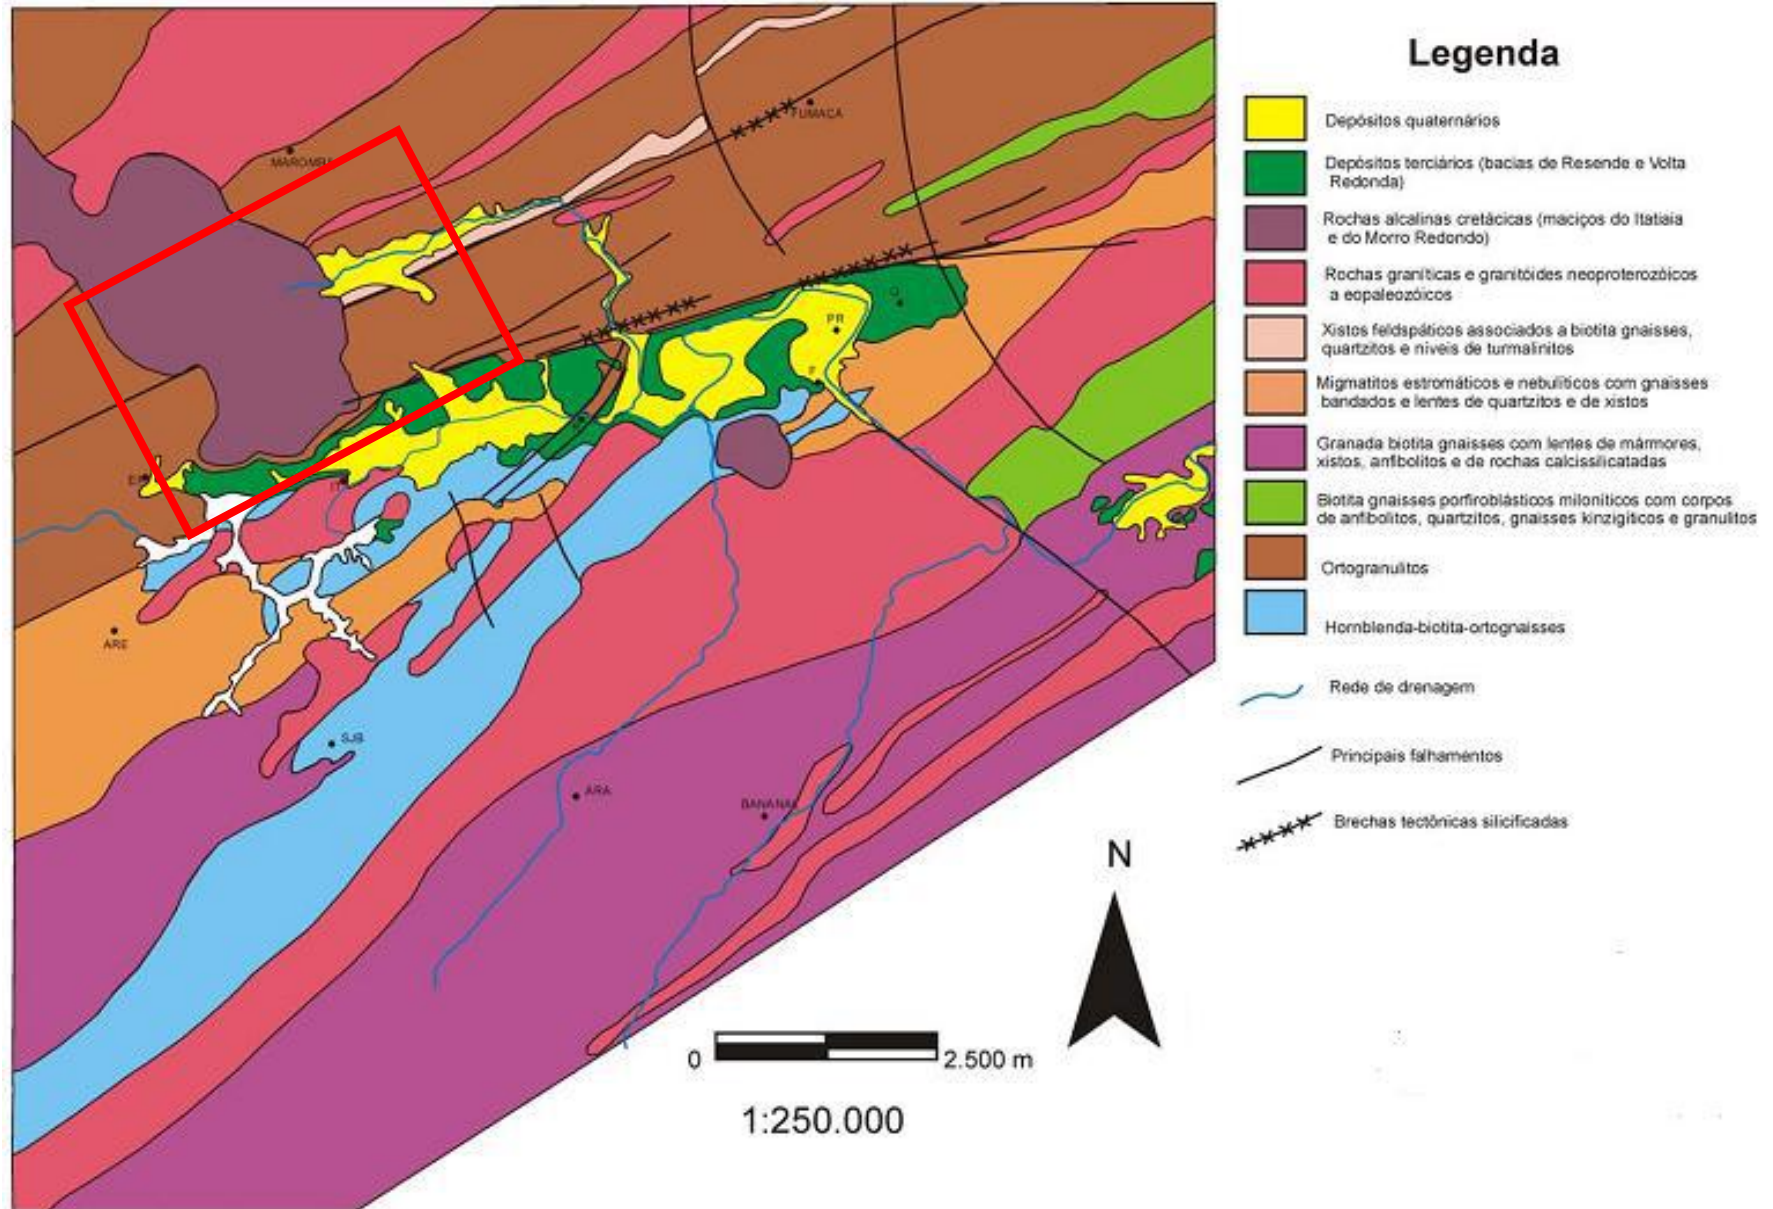 Legenda
Depósitos quaternários
Depósitos terciários (bacias de Resende e Volta
Redonda)
Rochas alcalinas cretácicas (maciços do Itatiaia
e do Morro Redondo)
Rochas graníticas e granitóides neoproterozóicos
a eopaleozóicos
Xistos feldspáticos associados a biotita gnaisses,
quartzitos e níveis de turmalinitos
Migmatitos estromáticos e nebulíticos com gnaisses
bandados e lentes de quartzitos e de xistos
Granada biotita gnaisses com lentes de mármores,
xistos, anfibolitos e de rochas calcissilicatadas
Biotita gnaisses porfiroblásticos miloníticos com corpos
de anfibolitos, quartzitos, gnaisses kinzigíticos e granulitos
Ortogranulitos
Hornblenda-biotita-ortognaisses
Rede de drenagem
Principais falhamentos
Brechas tectônicas silicificadas
FUMACA
MAROMBA
PR
ARE
SJB
ARA
BANANAL
N
0
2.500 m
1:250.000